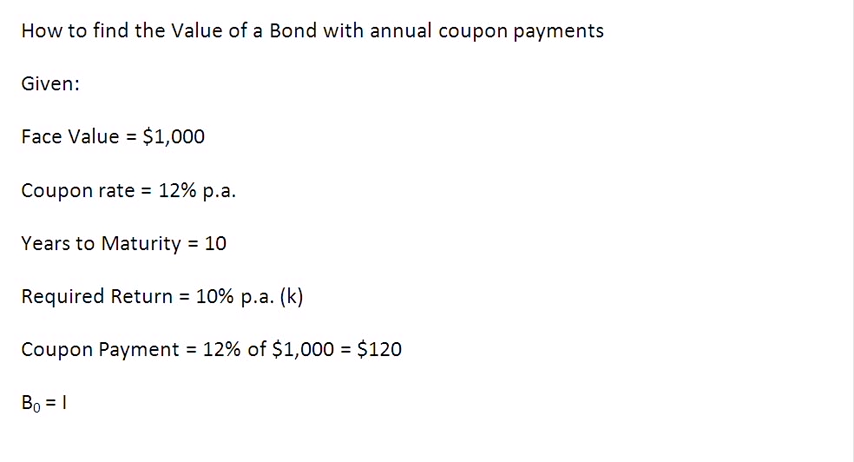 How to find the Value of a Bond with annual coupon payments
Given:
Face Value = $1,000
Coupon rate = 12% p.a.
Years to Maturity = 10
Required Return = 10% p.a. (k)
Coupon Payment = 12% of $1,000 = $120
B₀ = I